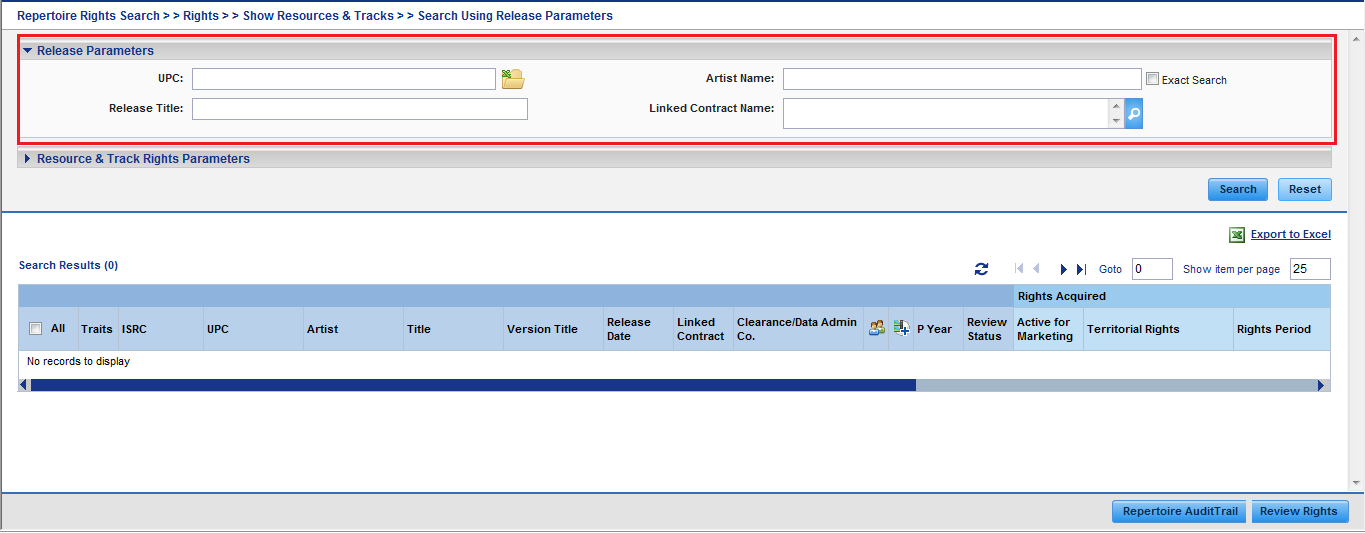 Repertoire Rights Search > > Rights > > Show Resources & Tracks > > Search Using Release Parameters
Release Parameters
UPC:
Artist Name:
Exact Search
Release Title:
Linked Contract Name:
Resource & Track Rights Parameters
Search
Reset
Export to Excel
Search Results (0)
Goto
0
Show item per page
25
Rights Acquired
All
Traits
ISRC
UPC
Artist
Title
Version Title
Release Date
Linked Contract
Clearance/Data Admin Co.
P Year
Review Status
Active for Marketing
Territorial Rights
Rights Period
No records to display
Repertoire AuditTrail
Review Rights